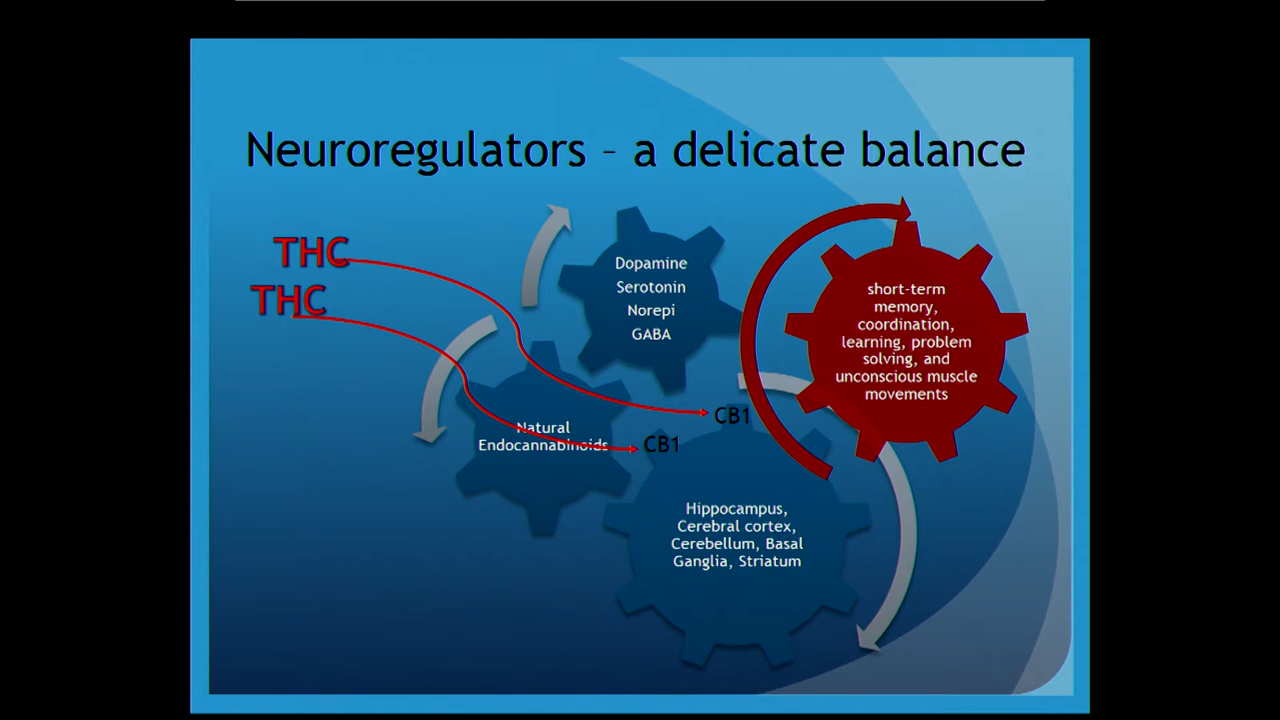 Neuroregulators – a delicate balance
THC
THC
Dopamine
Serotonin
Norepi
GABA
short-term
memory,
coordination,
learning, problem
solving, and
unconscious muscle
movements
Natural
Endocannabinoids
CB1
CB1
Hippocampus,
Cerebral cortex,
Cerebellum, Basal
Ganglia, Striatum